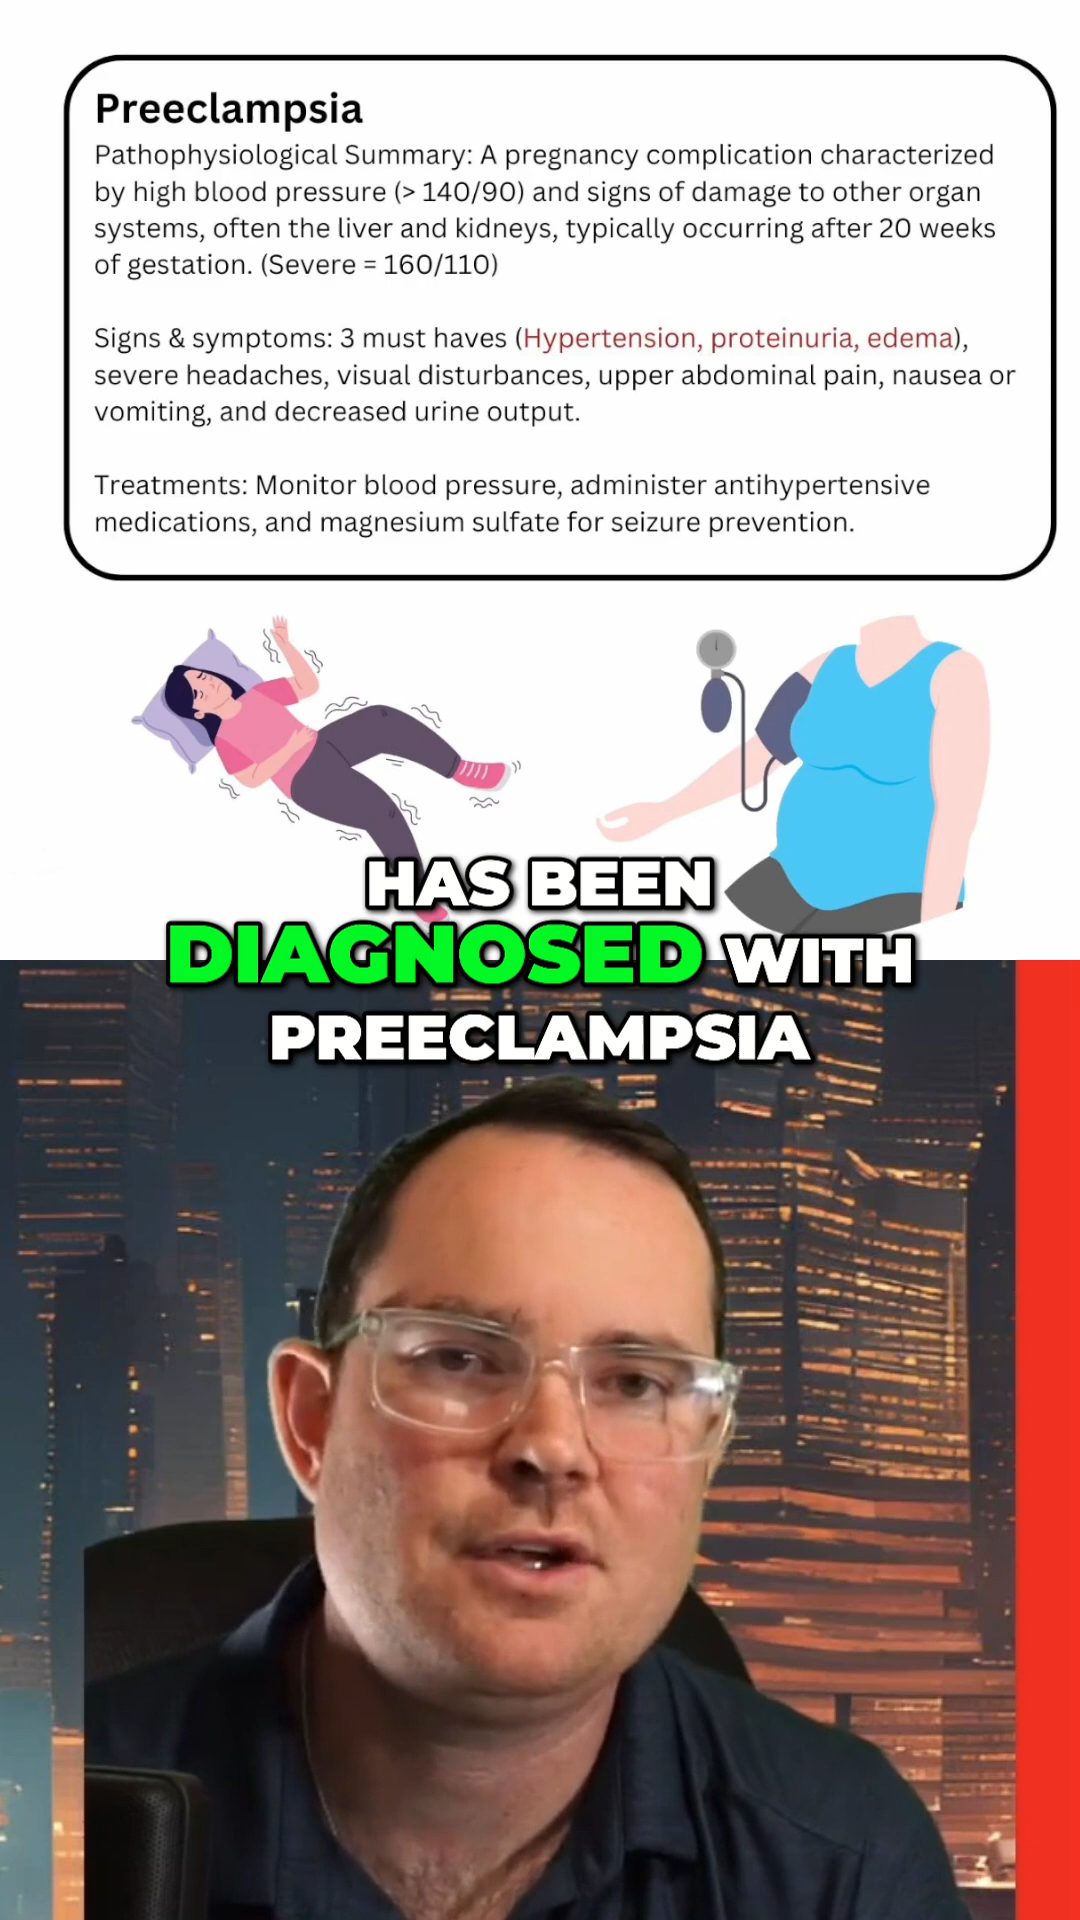 Preeclampsia
Pathophysiological Summary: A pregnancy complication characterized
by high blood pressure (> 140/90) and signs of damage to other organ
systems, often the liver and kidneys, typically occurring after 20 weeks
of gestation. (Severe = 160/110)
Signs & symptoms: 3 must haves (Hypertension, proteinuria, edema),
severe headaches, visual disturbances, upper abdominal pain, nausea or
vomiting, and decreased urine output.
Treatments: Monitor blood pressure, administer antihypertensive
medications, and magnesium sulfate for seizure prevention.
HAS BEEN
DIAGNOSED WITH
PREECLAMPSIA